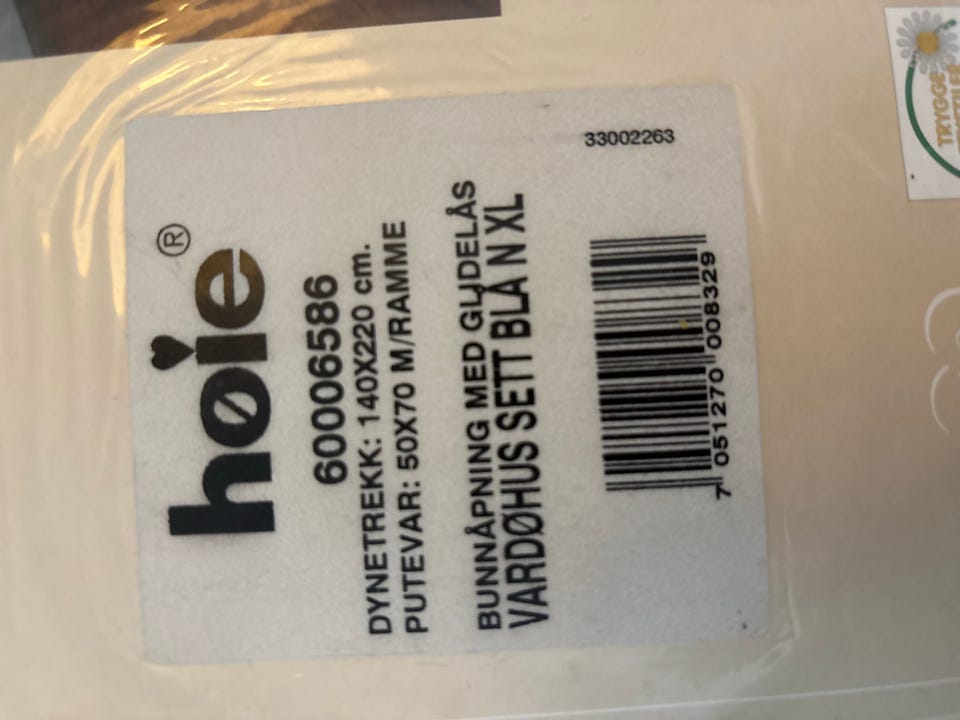 høie®
60006586
DYNETREKK: 140X220 cm.
PUTEVAR: 50X70 M/RAMME
BUNNÅPNING MED GLIDELÅS
VARDØHUS SETT BLÅ N XL
33002263
7 051270 008329
TRYGGE